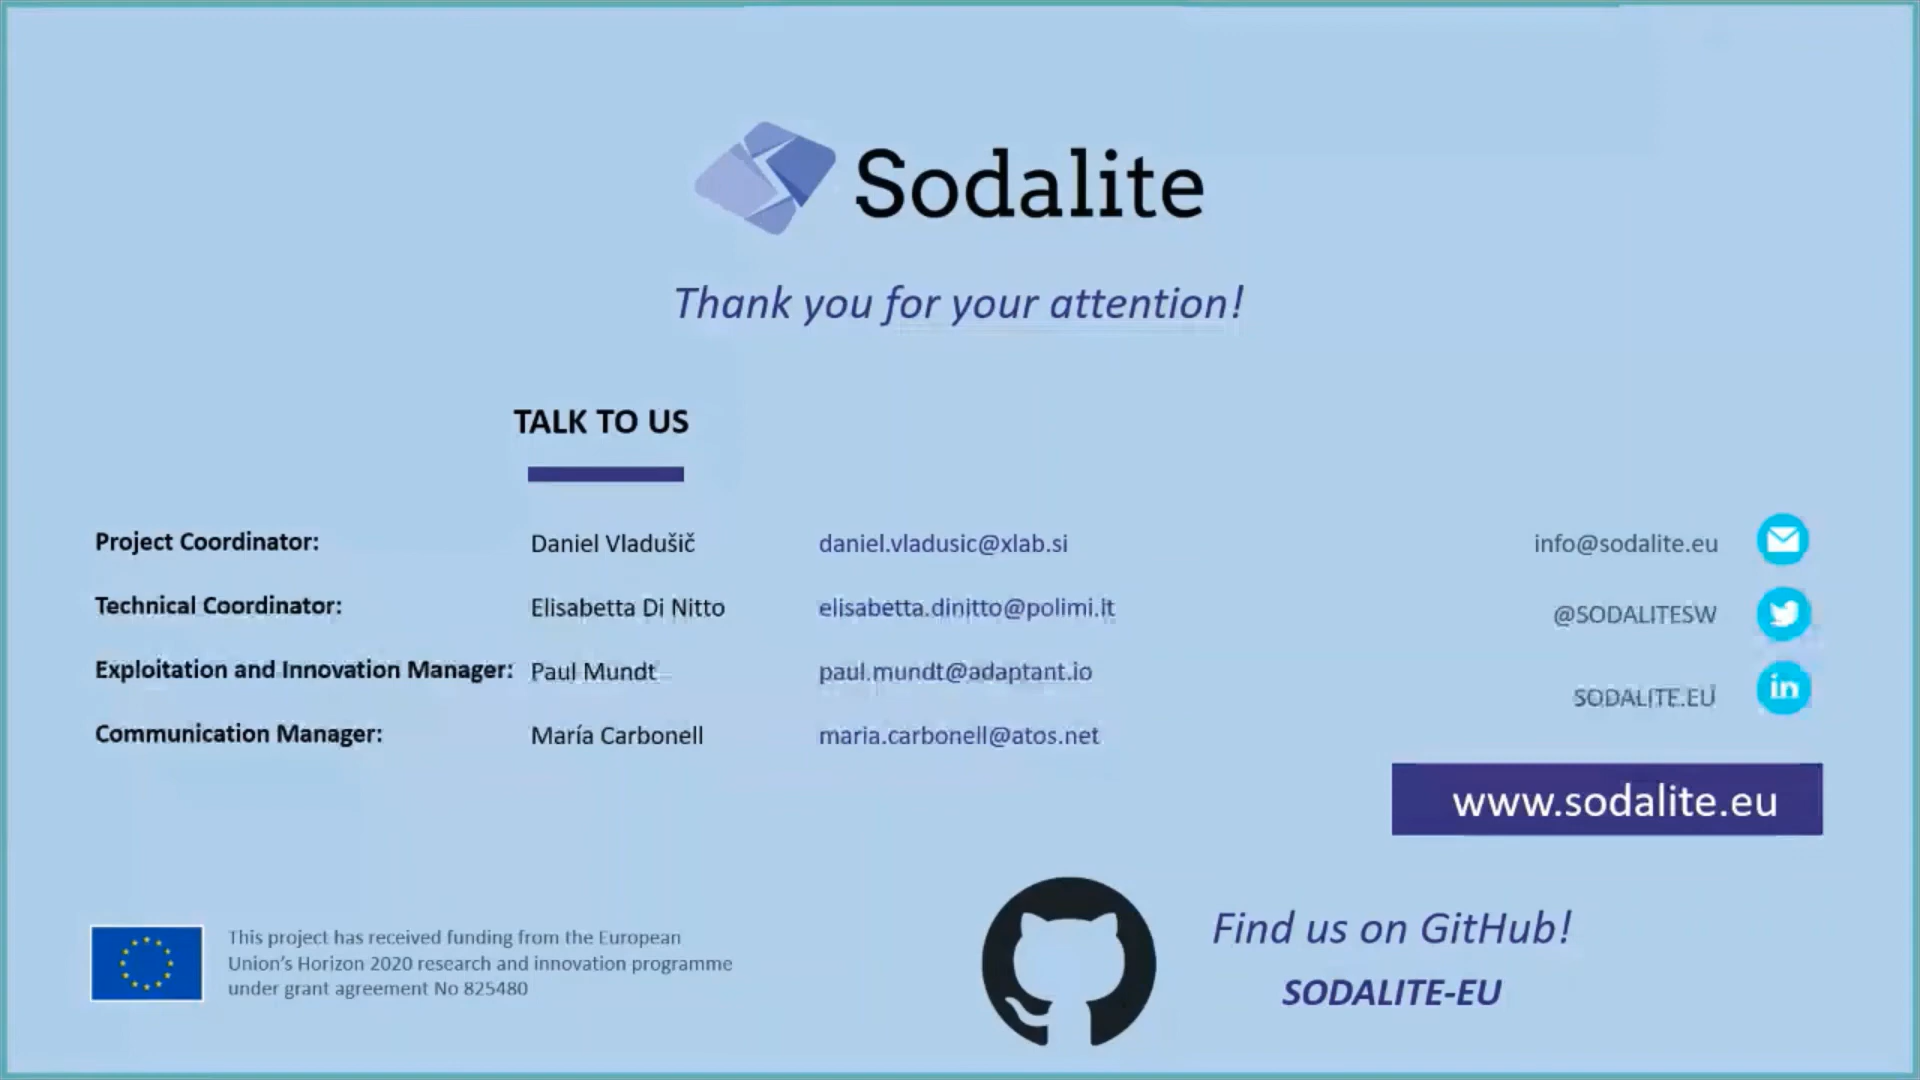 Sodalite
Thank you for your attention!
TALK TO US
Project Coordinator: Daniel Vladušič daniel.vladusic@xlab.si
Technical Coordinator: Elisabetta Di Nitto elisabetta.dinitto@polimi.it
Exploitation and Innovation Manager: Paul Mundt paul.mundt@adaptant.io
Communication Manager: María Carbonell maria.carbonell@atos.net
info@sodalite.eu
@SODALITESW
SODALITE.EU
in
www.sodalite.eu
This project has received funding from the European
Union's Horizon 2020 research and innovation programme
under grant agreement No 825480
Find us on GitHub!
SODALITE-EU